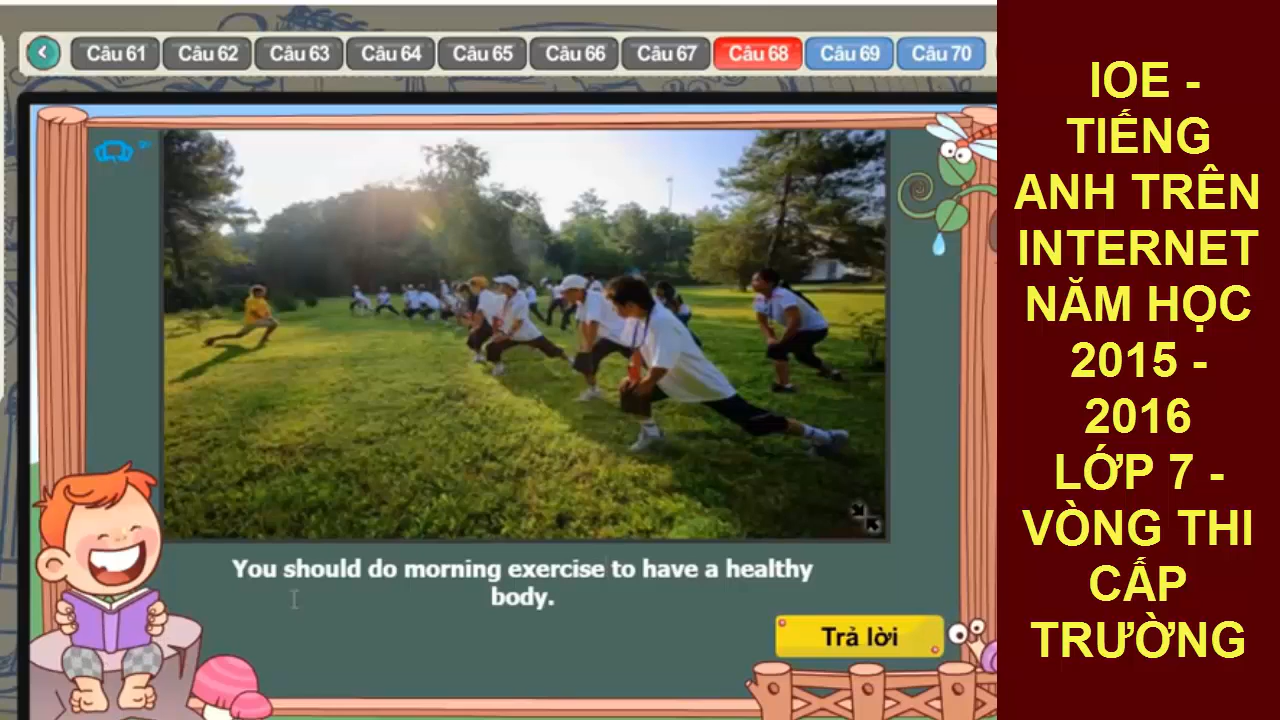 Câu 61 Câu 62 Câu 63 Câu 64 Câu 65 Câu 66 Câu 67 Câu 68 Câu 69 Câu 70
You should do morning exercise to have a healthy
body.
Trả lời
IOE -
TIẾNG
ANH TRÊN
INTERNET
NĂM HỌC
2015 -
2016
LỚP 7 -
VÒNG THI
CẤP
TRƯỜNG